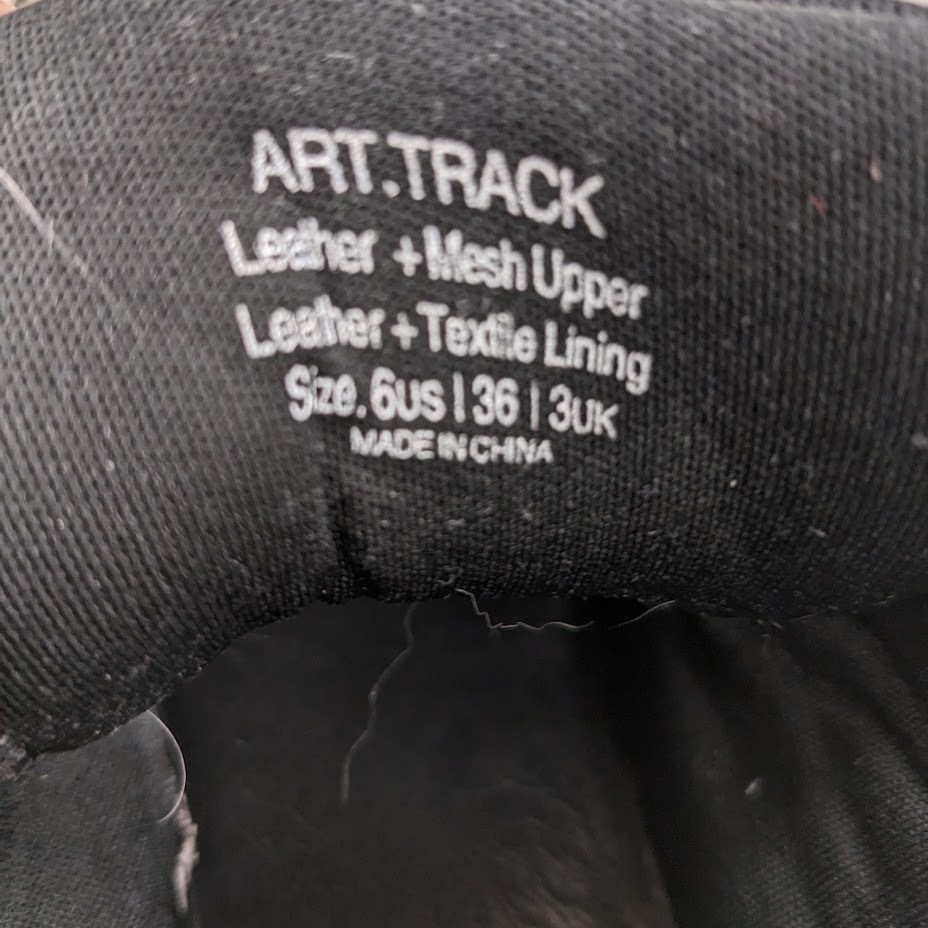 ART.TRACK
Leather + Mesh Upper
Leather + Textile Lining
Size. 6US | 36 | 3UK
MADE IN CHINA